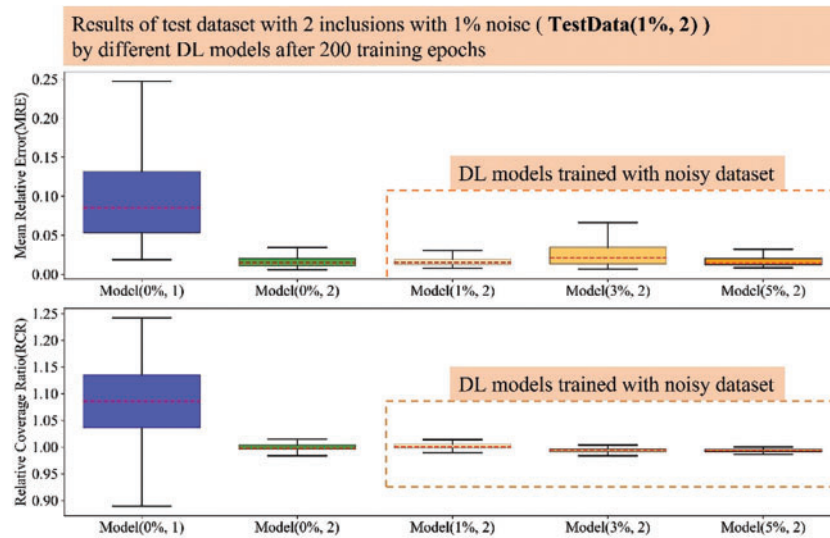 Results of test dataset with 2 inclusions with 1% noise ( TestData(1%, 2) )
by different DL models after 200 training epochs
Mean Relative Error(MRE)
0.25
0.20
0.15
0.10
0.05
0.00
DL models trained with noisy dataset
Model(0%, 1) Model(0%, 2) Model(1%, 2) Model(3%, 2) Model(5%, 2)
Relative Coverage Ratio(RCR)
1.25
1.20
1.15
1.10
1.05
1.00
0.95
0.90
DL models trained with noisy dataset
Model(0%, 1) Model(0%, 2) Model(1%, 2) Model(3%, 2) Model(5%, 2)